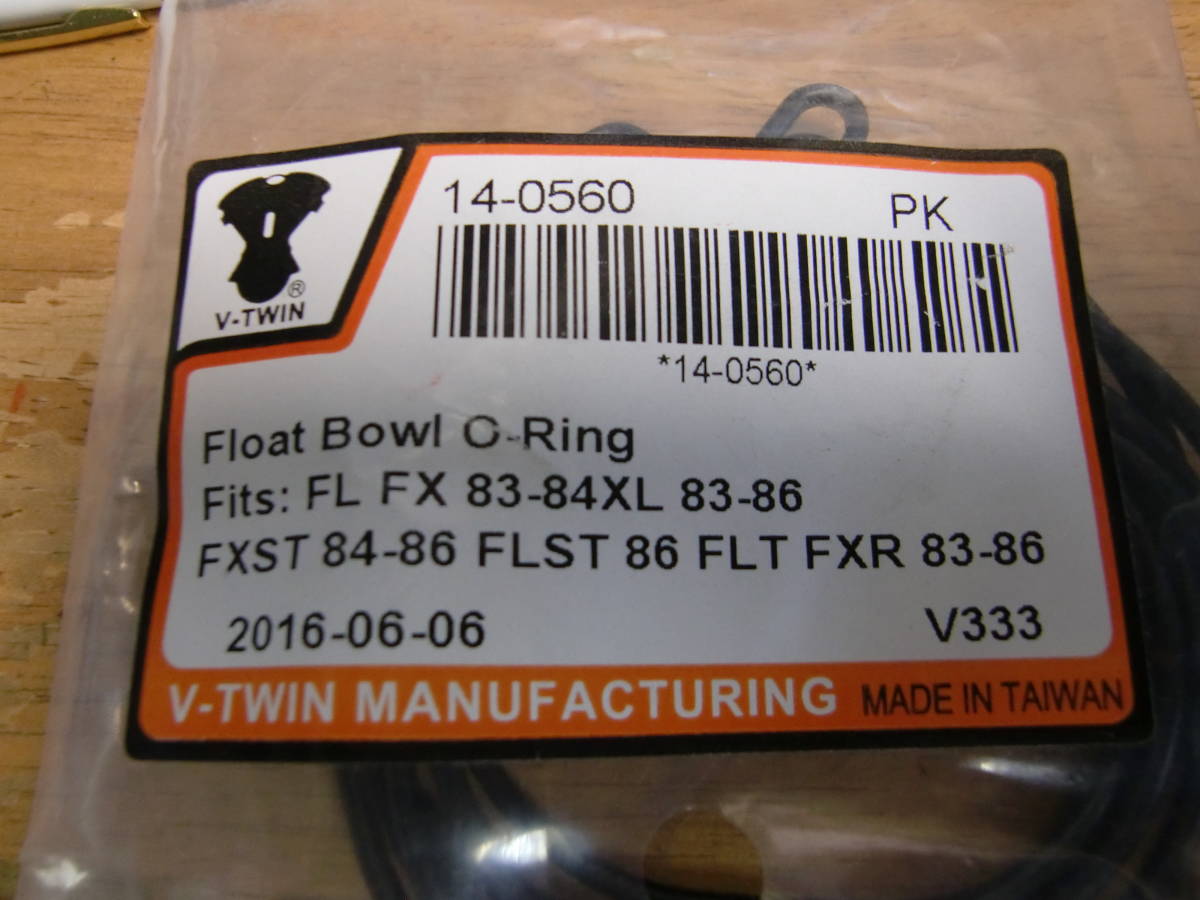 14-0560 PK
*14-0560*
® 
V-TWIN
Float Bowl O-Ring
Fits: FL FX 83-84XL 83-86
FXST 84-86 FLST 86 FLT FXR 83-86
2016-06-06 V333
V-TWIN MANUFACTURING MADE IN TAIWAN